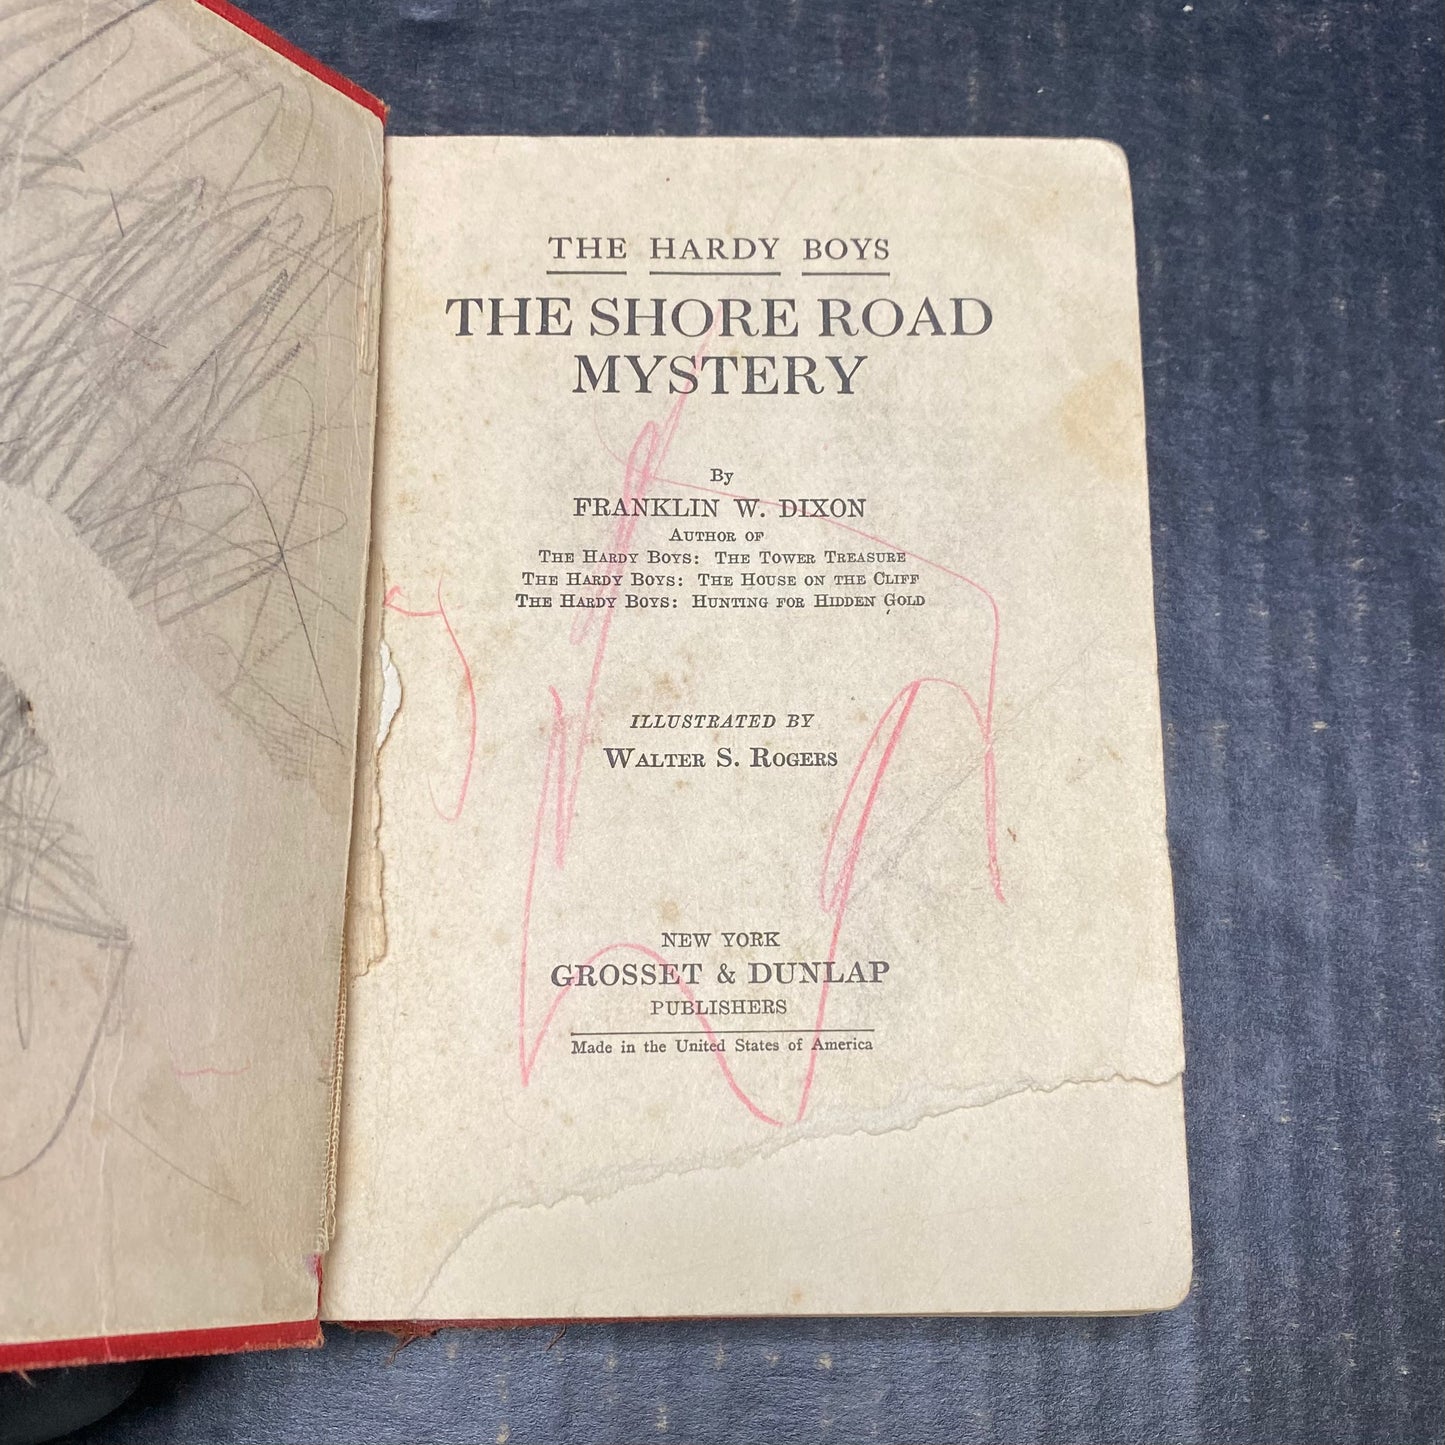 THE HARDY BOYS
THE SHORE ROAD
MYSTERY
By
FRANKLIN W. DIXON
AUTHOR OF
THE HARDY BOYS: THE TOWER TREASURE
THE HARDY BOYS: THE HOUSE ON THE CLIFF
THE HARDY BOYS: HUNTING FOR HIDDEN GOLD
ILLUSTRATED BY
WALTER S. ROGERS
NEW YORK
GROSSET & DUNLAP
PUBLISHERS
Made in the United States of America